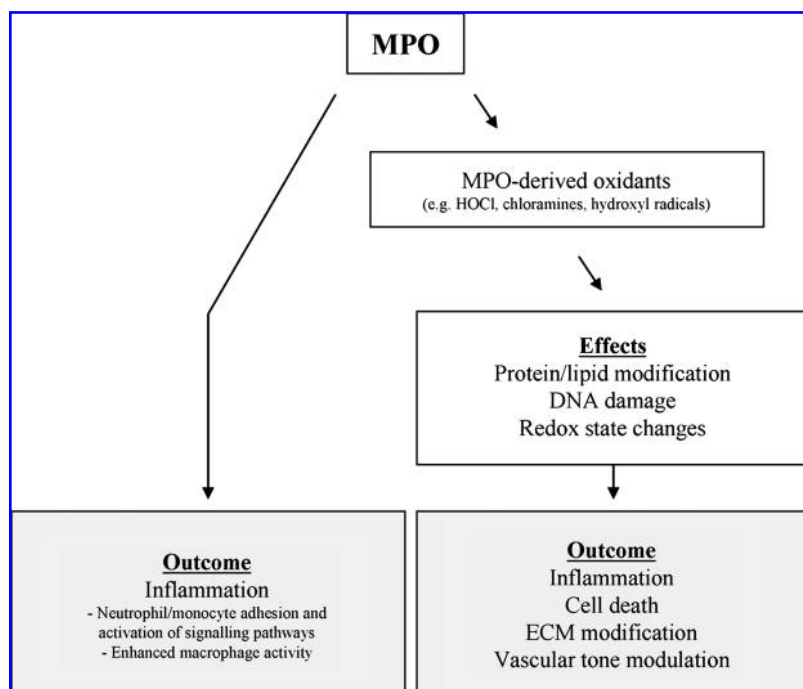 MPO
MPO-derived oxidants
(e.g. HOCl, chloramines, hydroxyl radicals)
Effects
Protein/lipid modification
DNA damage
Redox state changes
Outcome
Inflammation
- Neutrophil/monocyte adhesion and
activation of signalling pathways
- Enhanced macrophage activity
Outcome
Inflammation
Cell death
ECM modification
Vascular tone modulation